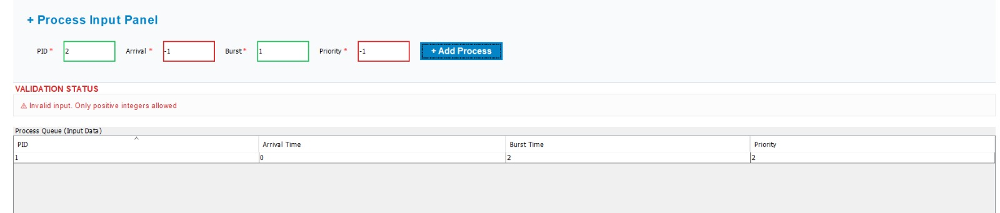 + Process Input Panel
PID * 2 Arrival * -1 Burst * 1 Priority * -1 + Add Process
VALIDATION STATUS
⚠ Invalid input. Only positive integers allowed
Process Queue (Input Data)
PID Arrival Time Burst Time Priority
1 0 2 2